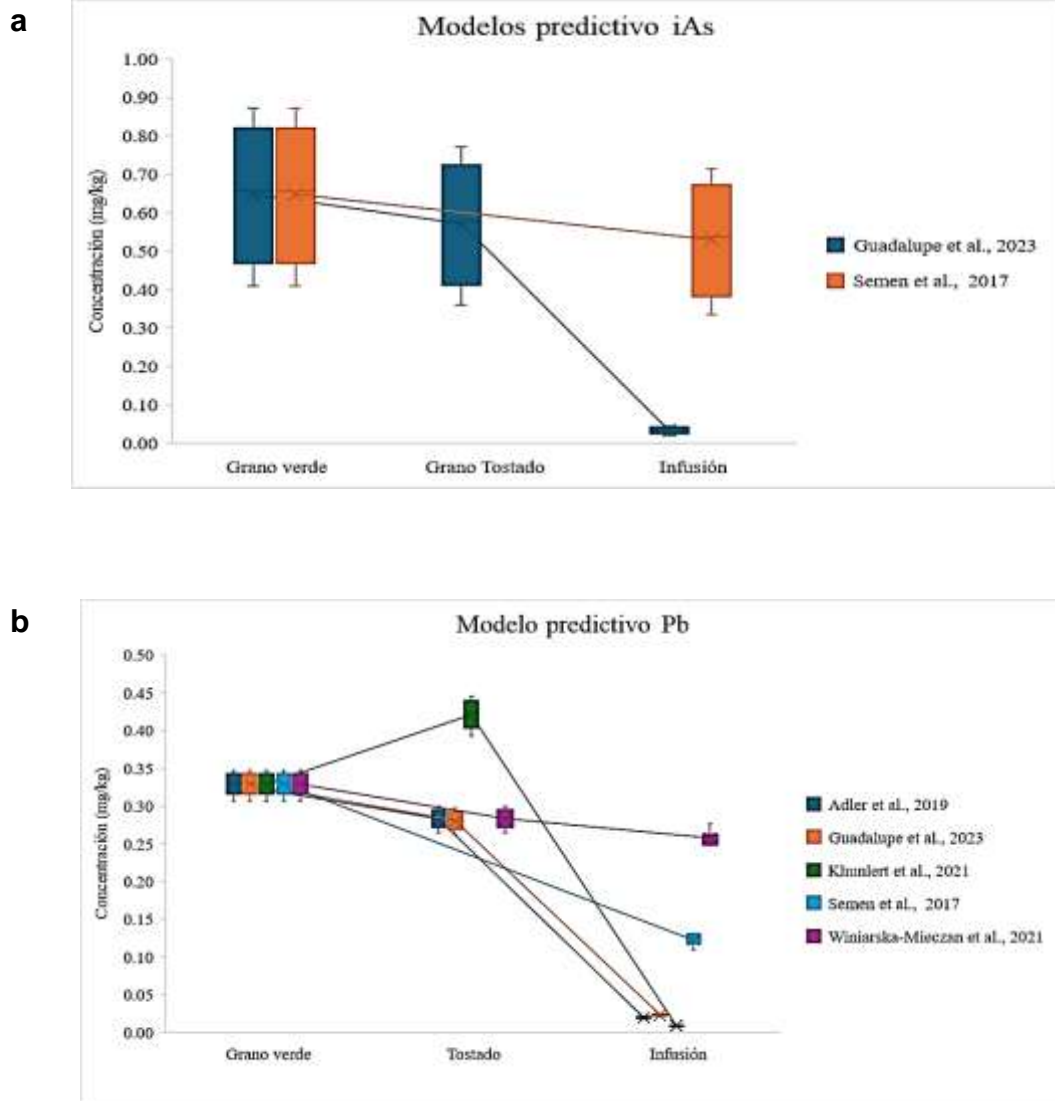 a
Modelos predictivo iAs
1.00
0.90
0.80
0.70
0.60
0.50
0.40
0.30
0.20
0.10
0.00
Concentración (mg/kg)
Grano verde
Grano Tostado
Infusión
Guadalupe et al., 2023
Semen et al., 2017
b
Modelo predictivo Pb
0.50
0.45
0.40
0.35
0.30
0.25
0.20
0.15
0.10
0.05
0.00
Concentración (mg/kg)
Grano verde
Tostado
Infusión
Adler et al., 2019
Guadalupe et al., 2023
Khunlert et al., 2021
Semen et al., 2017
Winiarska-Mieczan et al., 2021